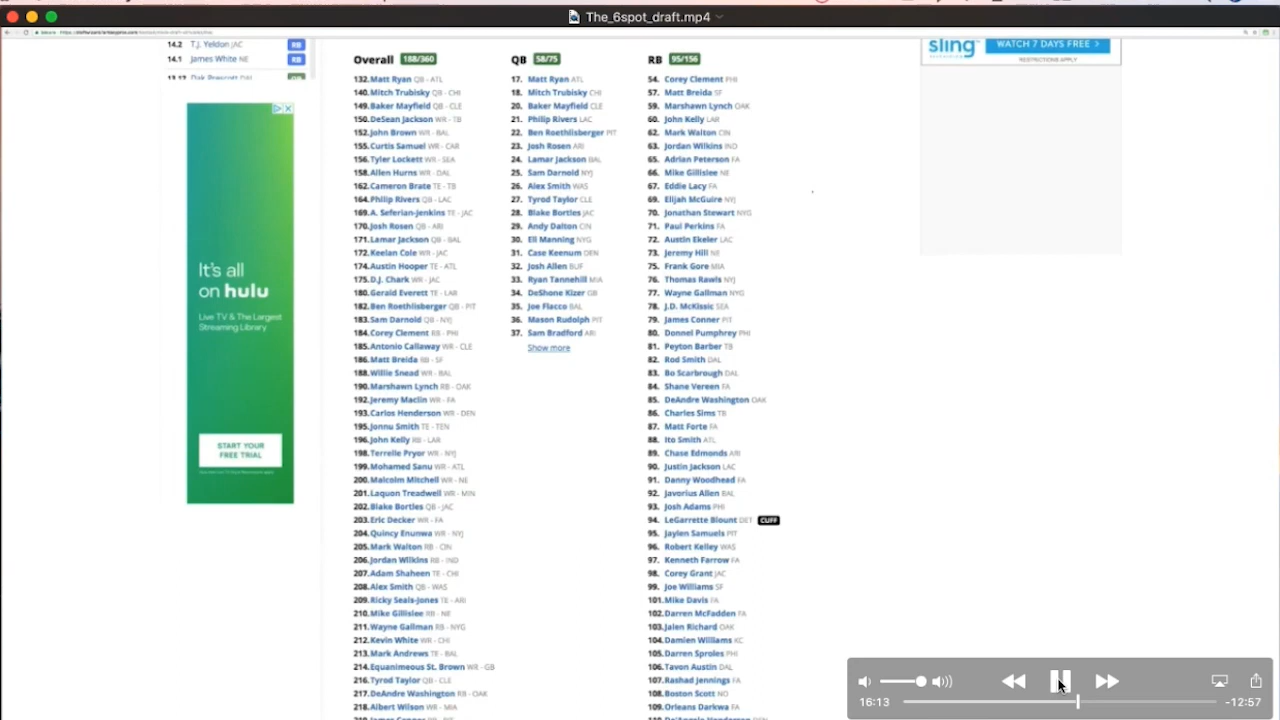 The_6spot_draft.mp4
14.2 T.J. Yeldon JAC RB
14.1 James White NE RB
Overall 188/360
132. Matt Ryan QB - ATL
140. Mitch Trubisky QB - CHI
149. Baker Mayfield QB - CLE
150. DeSean Jackson WR - TB
152. John Brown WR - BAL
155. Curtis Samuel WR - CAR
156. Tyler Lockett WR - SEA
158. Allen Hurns WR - DAL
162. Cameron Brate TE - TB
164. Philip Rivers QB - LAC
169. A. Seferian-Jenkins TE - JAC
170. Josh Rosen QB - ARI
171. Lamar Jackson QB - BAL
172. Keelan Cole WR - JAC
174. Austin Hooper TE - ATL
175. D.J. Chark WR - JAC
180. Gerald Everett TE - LAR
182. Ben Roethlisberger QB - PIT
183. Sam Darnold QB - NYJ
184. Corey Clement RB - PHI
185. Antonio Callaway WR - CLE
186. Matt Breida RB - SF
188. Willie Snead WR - BAL
190. Marshawn Lynch RB - OAK
192. Jeremy Maclin WR - FA
193. Carlos Henderson WR - DEN
195. Jonnu Smith TE - TEN
196. John Kelly RB - LAR
198. Terrelle Pryor WR - NYJ
199. Mohamed Sanu WR - ATL
200. Malcolm Mitchell WR - NE
201. Laquon Treadwell WR - MIN
202. Blake Bortles QB - JAC
203. Eric Decker WR - FA
204. Quincy Enunwa WR - NYJ
205. Mark Walton RB - CIN
206. Jordan Wilkins RB - IND
207. Adam Shaheen TE - CHI
208. Alex Smith QB - WAS
209. Ricky Seals-Jones TE - ARI
210. Mike Gillislee RB - NE
211. Wayne Gallman RB - NYG
212. Kevin White WR - CHI
213. Mark Andrews TE - BAL
214. Equanimeous St. Brown WR - GB
216. Tyrod Taylor QB - CLE
217. DeAndre Washington RB - OAK
218. Albert Wilson WR - MIA
QB 58/75
17. Matt Ryan ATL
18. Mitch Trubisky CHI
20. Baker Mayfield CLE
21. Philip Rivers LAC
22. Ben Roethlisberger PIT
23. Josh Rosen ARI
24. Lamar Jackson BAL
25. Sam Darnold NYJ
26. Alex Smith WAS
27. Tyrod Taylor CLE
28. Blake Bortles JAC
29. Andy Dalton CIN
30. Eli Manning NYG
31. Case Keenum DEN
32. Josh Allen BUF
33. Ryan Tannehill MIA
34. DeShone Kizer GB
35. Joe Flacco BAL
36. Mason Rudolph PIT
37. Sam Bradford ARI
Show more
RB 95/156
54. Corey Clement PHI
57. Matt Breida SF
59. Marshawn Lynch OAK
60. John Kelly LAR
62. Mark Walton CIN
63. Jordan Wilkins IND
65. Adrian Peterson FA
66. Mike Gillislee NE
67. Eddie Lacy FA
69. Elijah McGuire NYJ
70. Jonathan Stewart NYG
71. Paul Perkins FA
72. Austin Ekeler LAC
73. Jeremy Hill NE
75. Frank Gore MIA
76. Thomas Rawls NYJ
77. Wayne Gallman NYG
78. J.D. McKissic SEA
79. James Conner PIT
80. Donnel Pumphrey PHI
81. Peyton Barber TB
82. Rod Smith DAL
83. Bo Scarbrough DAL
84. Shane Vereen FA
85. DeAndre Washington OAK
86. Charles Sims TB
87. Matt Forte FA
88. Ito Smith ATL
89. Chase Edmonds ARI
90. Justin Jackson LAC
91. Danny Woodhead FA
92. Javorius Allen BAL
93. Josh Adams PHI
94. LeGarrette Blount DET CUFF
95. Jaylen Samuels PIT
96. Robert Kelley WAS
97. Kenneth Farrow FA
98. Corey Grant JAC
99. Joe Williams SF
101. Mike Davis FA
102. Darren McFadden FA
103. Jalen Richard OAK
104. Damien Williams KC
105. Darren Sproles PHI
106. Tavon Austin DAL
107. Rashad Jennings FA
108. Boston Scott NO
109. Orleans Darkwa FA
It's all
on hulu
Live TV & The Largest
Streaming Library
START YOUR
FREE TRIAL
sling
WATCH 7 DAYS FREE >
RESTRICTIONS APPLY
16:13
-12:57